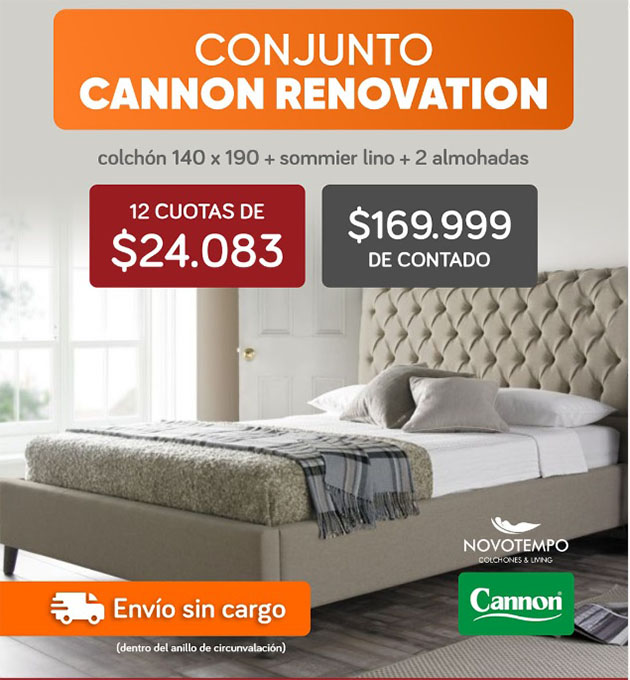 CONJUNTO
CANNON RENOVATION
colchón 140 x 190 + sommier lino + 2 almohadas
12 CUOTAS DE
$24.083
$169.999
DE CONTADO
NOVOTEMPO
COLCHONES & LIVING
Cannon
Envío sin cargo
(dentro del anillo de circunvalación)